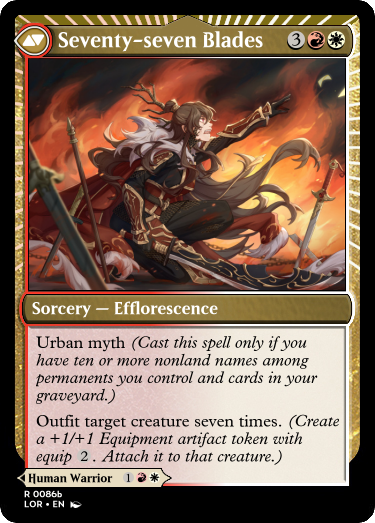 Seventy-seven Blades 3
Sorcery — Efflorescence
Urban myth (Cast this spell only if you
have ten or more nonland names among
permanents you control and cards in your
graveyard.)
Outfit target creature seven times. (Create
a +1/+1 Equipment artifact token with
equip 2. Attach it to that creature.)
Human Warrior 1
R 0086b
LOR • EN